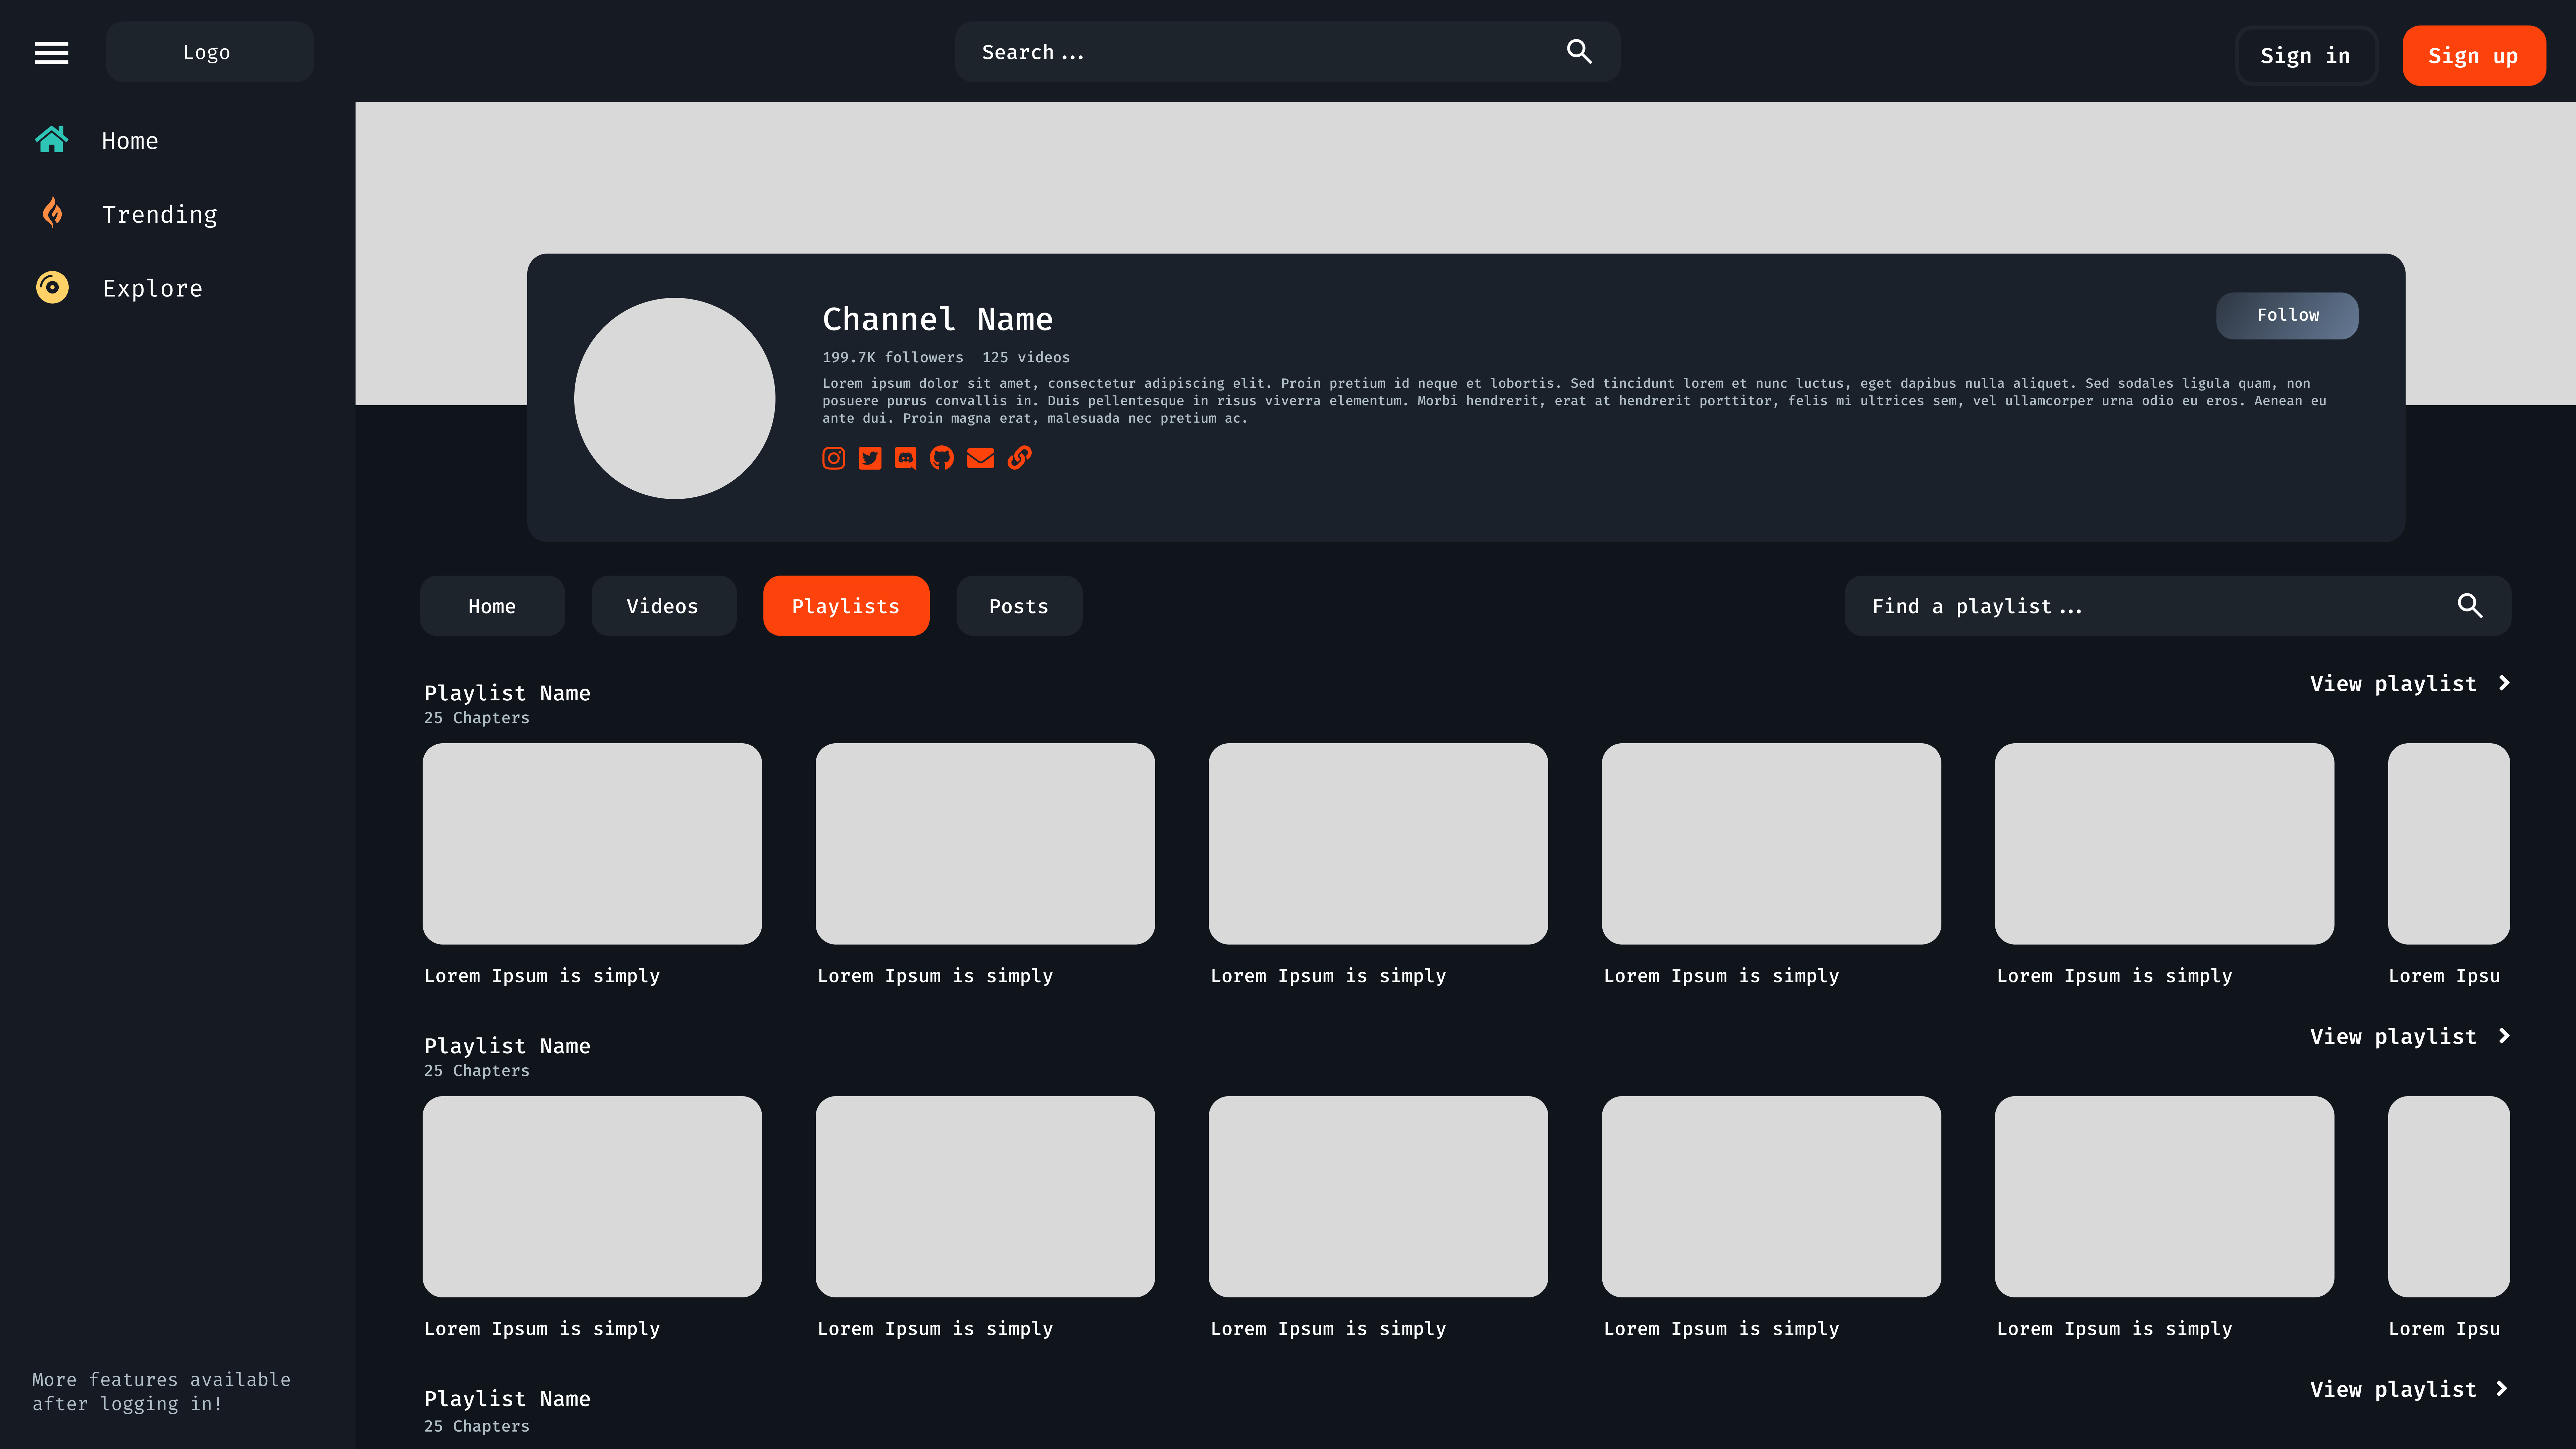 Logo
Search...
Sign in
Sign up
Home
Trending
Explore
Channel Name
Follow
199.7K followers 125 videos
Lorem ipsum dolor sit amet, consectetur adipiscing elit. Proin pretium id neque et lobortis. Sed tincidunt lorem et nunc luctus, eget dapibus nulla aliquet. Sed sodales ligula quam, non
posuere purus convallis in. Duis pellentesque in risus viverra elementum. Morbi hendrerit, erat at hendrerit porttitor, felis mi ultrices sem, vel ullamcorper urna odio eu eros. Aenean eu
ante dui. Proin magna erat, malesuada nec pretium ac.
Home
Videos
Playlists
Posts
Find a playlist...
Playlist Name
View playlist
25 Chapters
Lorem Ipsum is simply
Lorem Ipsum is simply
Lorem Ipsum is simply
Lorem Ipsum is simply
Lorem Ipsum is simply
Lorem Ipsu
Playlist Name
View playlist
25 Chapters
Lorem Ipsum is simply
Lorem Ipsum is simply
Lorem Ipsum is simply
Lorem Ipsum is simply
Lorem Ipsum is simply
Lorem Ipsu
Playlist Name
View playlist
25 Chapters
More features available
after logging in!